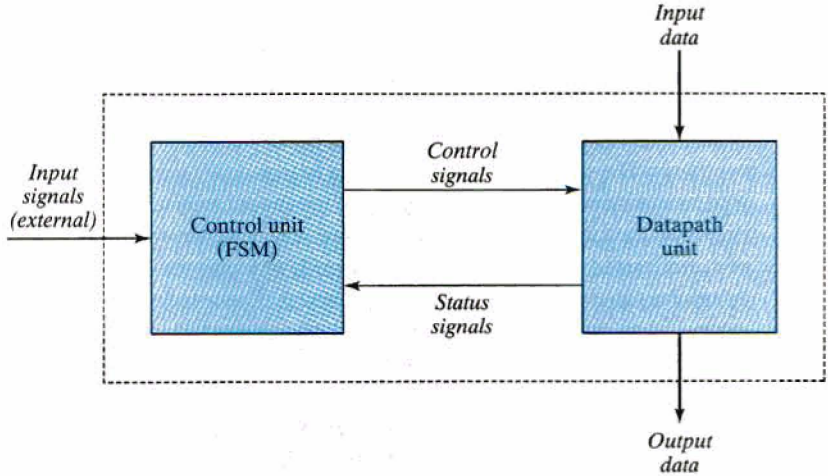 Input
data
Input
signals
(external)
Control unit
(FSM)
Control
signals
Datapath
unit
Status
signals
Output
data